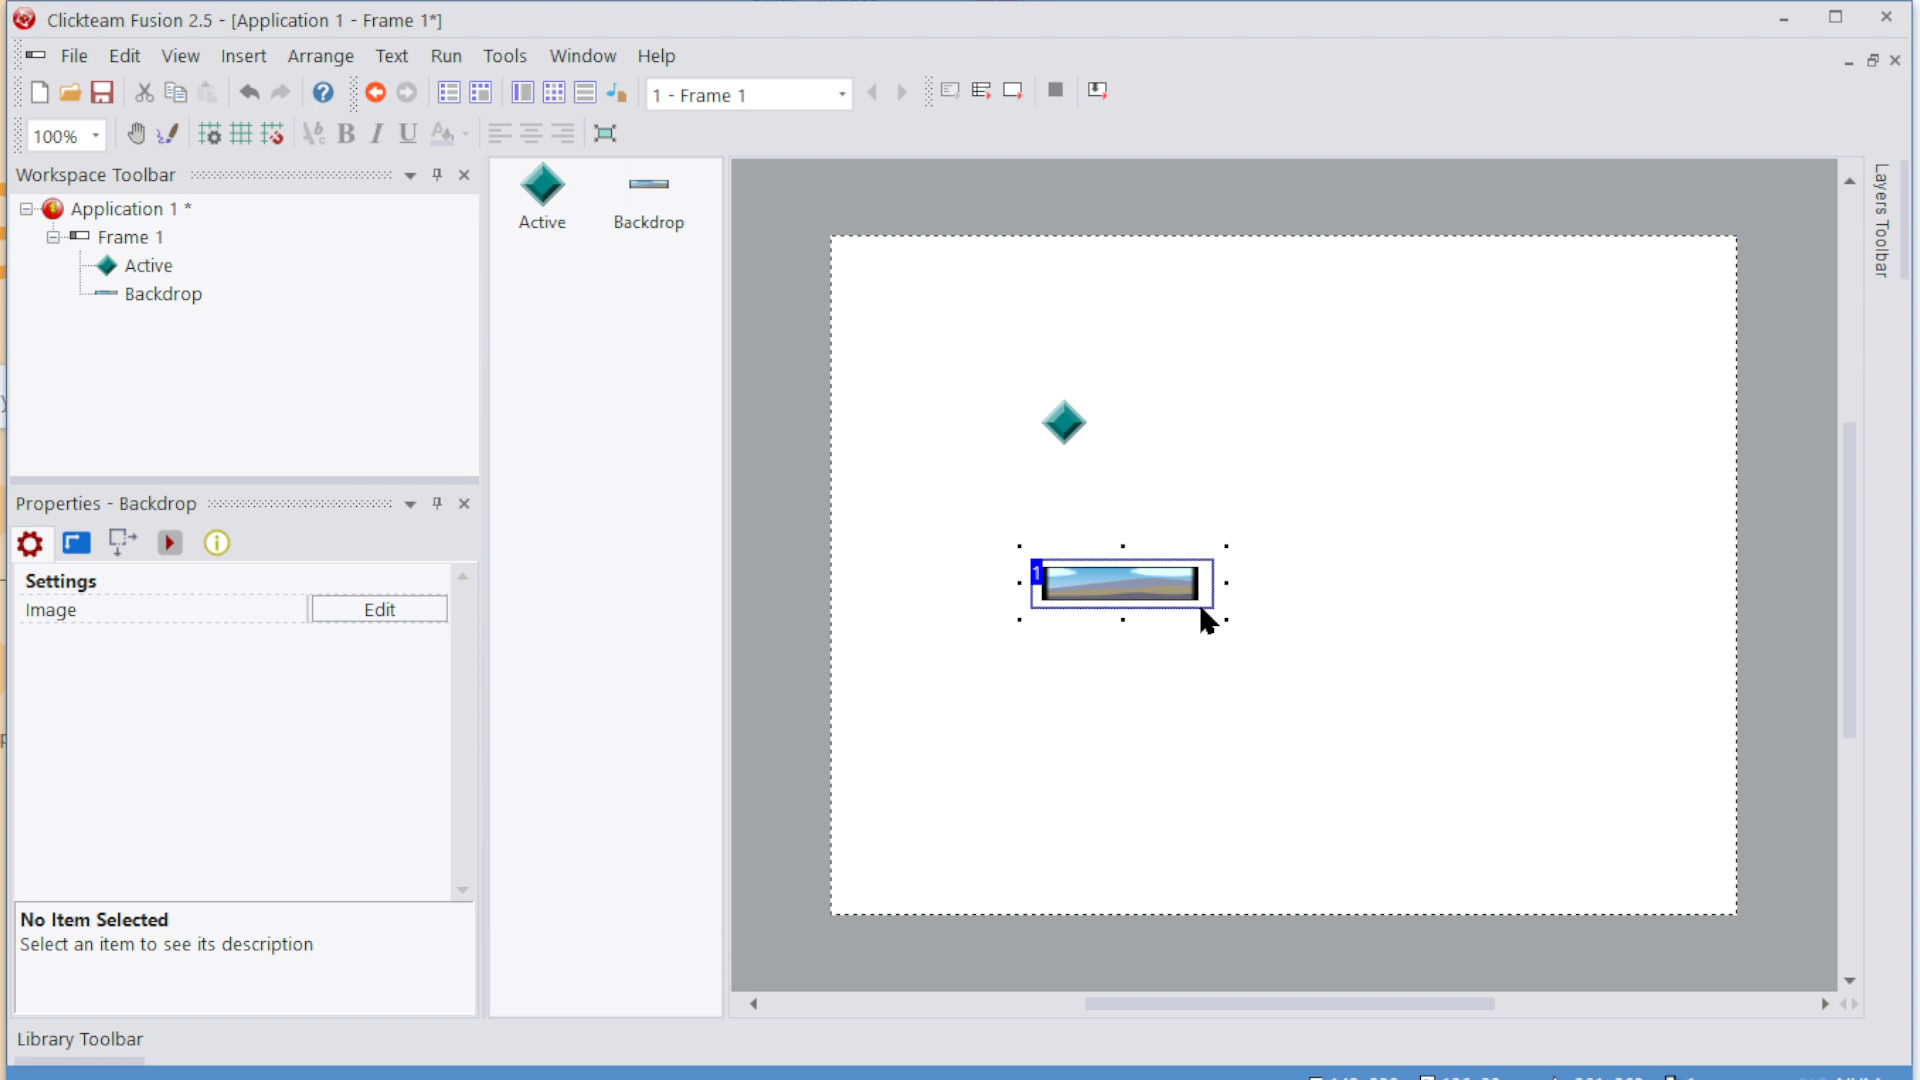 Clickteam Fusion 2.5 - [Application 1 - Frame 1*]
File Edit View Insert Arrange Text Run Tools Window Help
1 - Frame 1
100%
Workspace Toolbar
Application 1 *
Frame 1
Active
Backdrop
Active Backdrop
Layers Toolbar
1
Properties - Backdrop
Settings
Image Edit
No Item Selected
Select an item to see its description
Library Toolbar